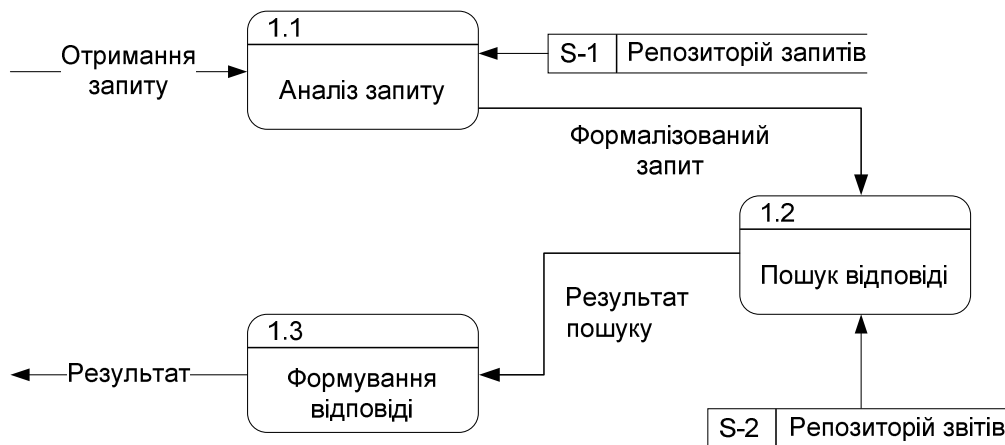 1.1
Отримання
запиту
Аналіз запиту
S-1 Репозиторій запитів
Формалізований
запит
1.2
Пошук відповіді
Результат
пошуку
1.3
Результат
Формування
відповіді
S-2 Репозиторій звітів